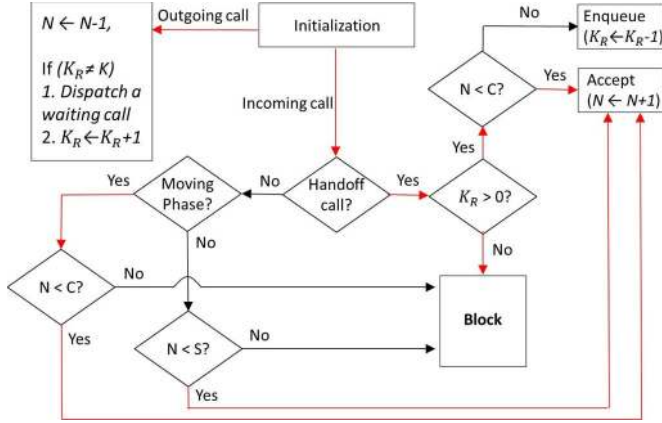 N ← N-1,
If (K_R ≠ K)
1. Dispatch a
waiting call
2. K_R←K_R+1
Outgoing call
Initialization
Incoming call
No
Enqueue
(K_R←K_R-1)
N < C?
Yes
Accept
(N ← N+1)
Yes
Yes
Moving
Phase?
No
Handoff
call?
Yes
K_R > 0?
No
No
N < C?
No
Yes
Block
N < S?
No
Yes